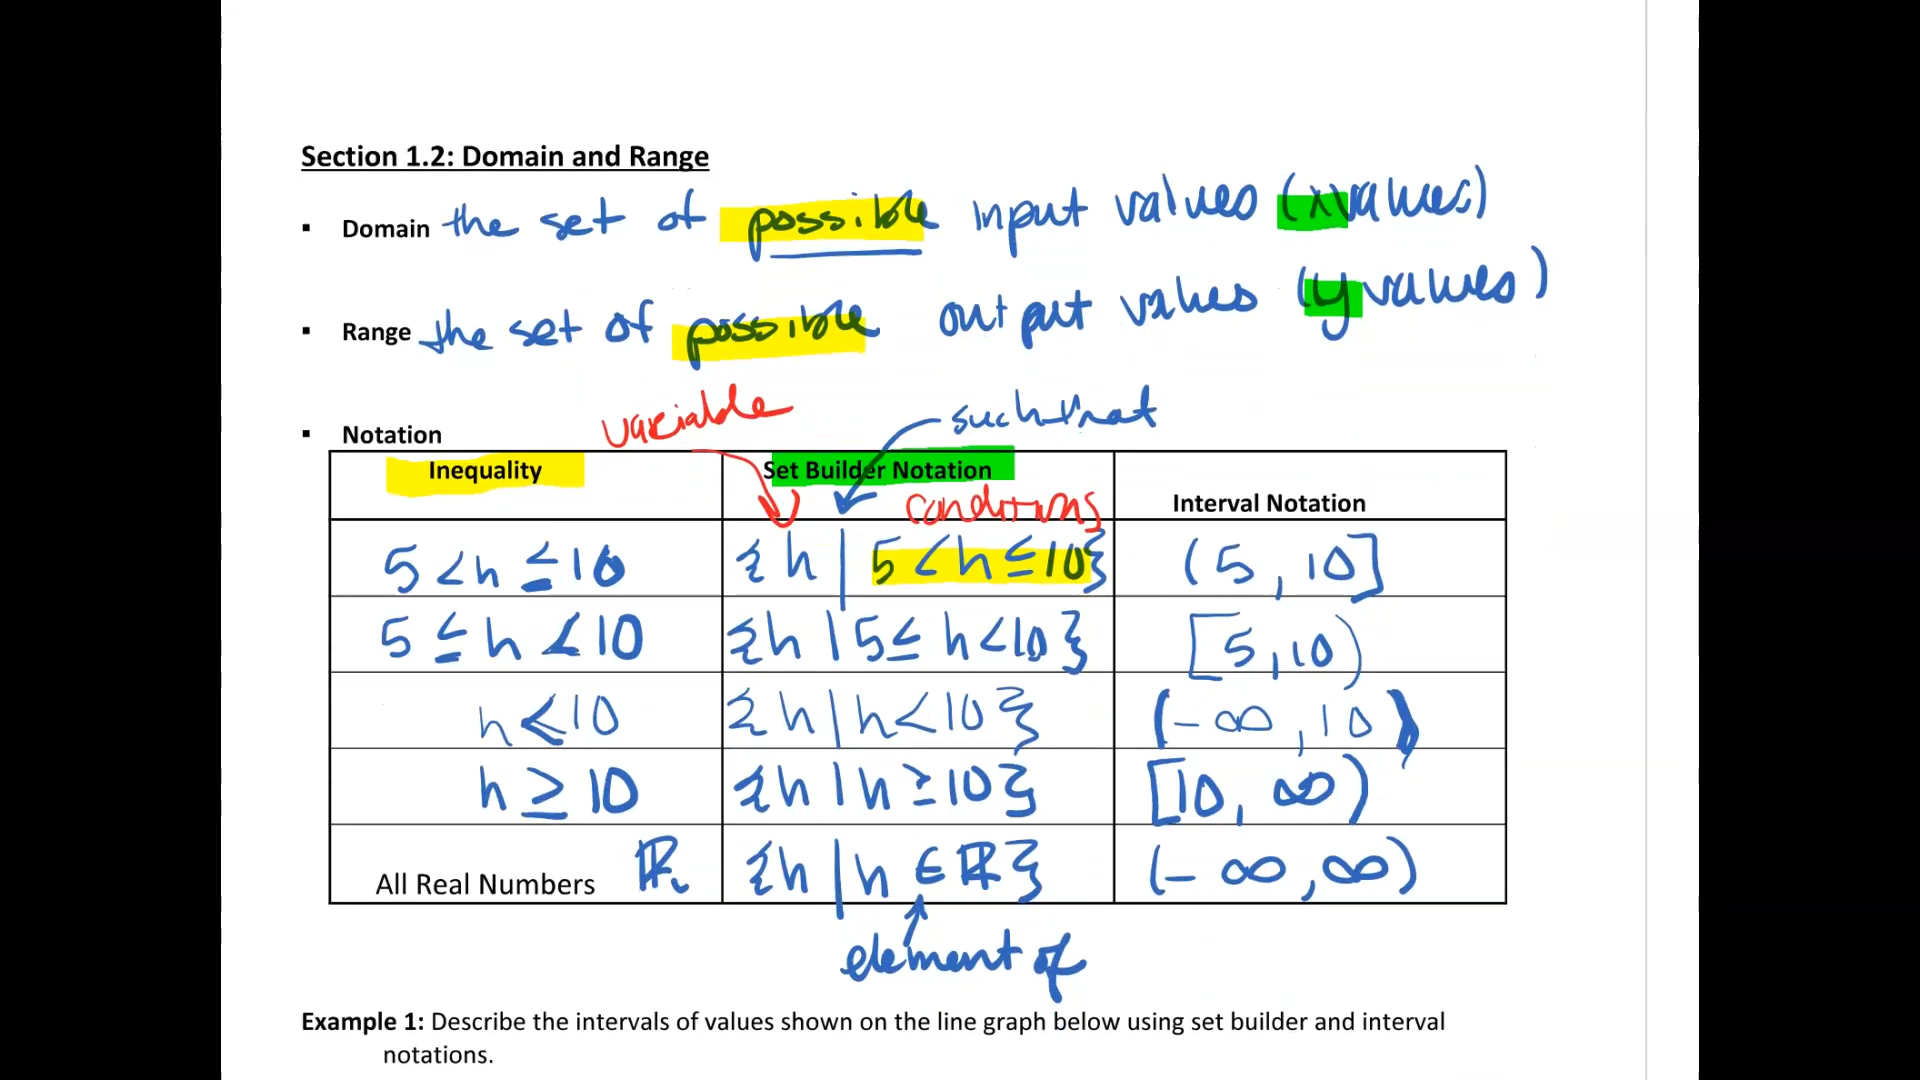 Section 1.2: Domain and Range
▪ Domain the set of possible input values (x values)
▪ Range the set of possible output values (y values)
▪ Notation variable such that
Inequality Set Builder Notation Interval Notation
conditions
5 < h ≤ 10 {h | 5 < h ≤ 10} (5, 10]
5 ≤ h < 10 {h | 5 ≤ h < 10} [5, 10)
h < 10 {h | h < 10} (-∞, 10)
h ≥ 10 {h | h ≥ 10} [10, ∞)
All Real Numbers ℝ {h | h ∈ ℝ} (-∞, ∞)
element of
Example 1: Describe the intervals of values shown on the line graph below using set builder and interval
notations.